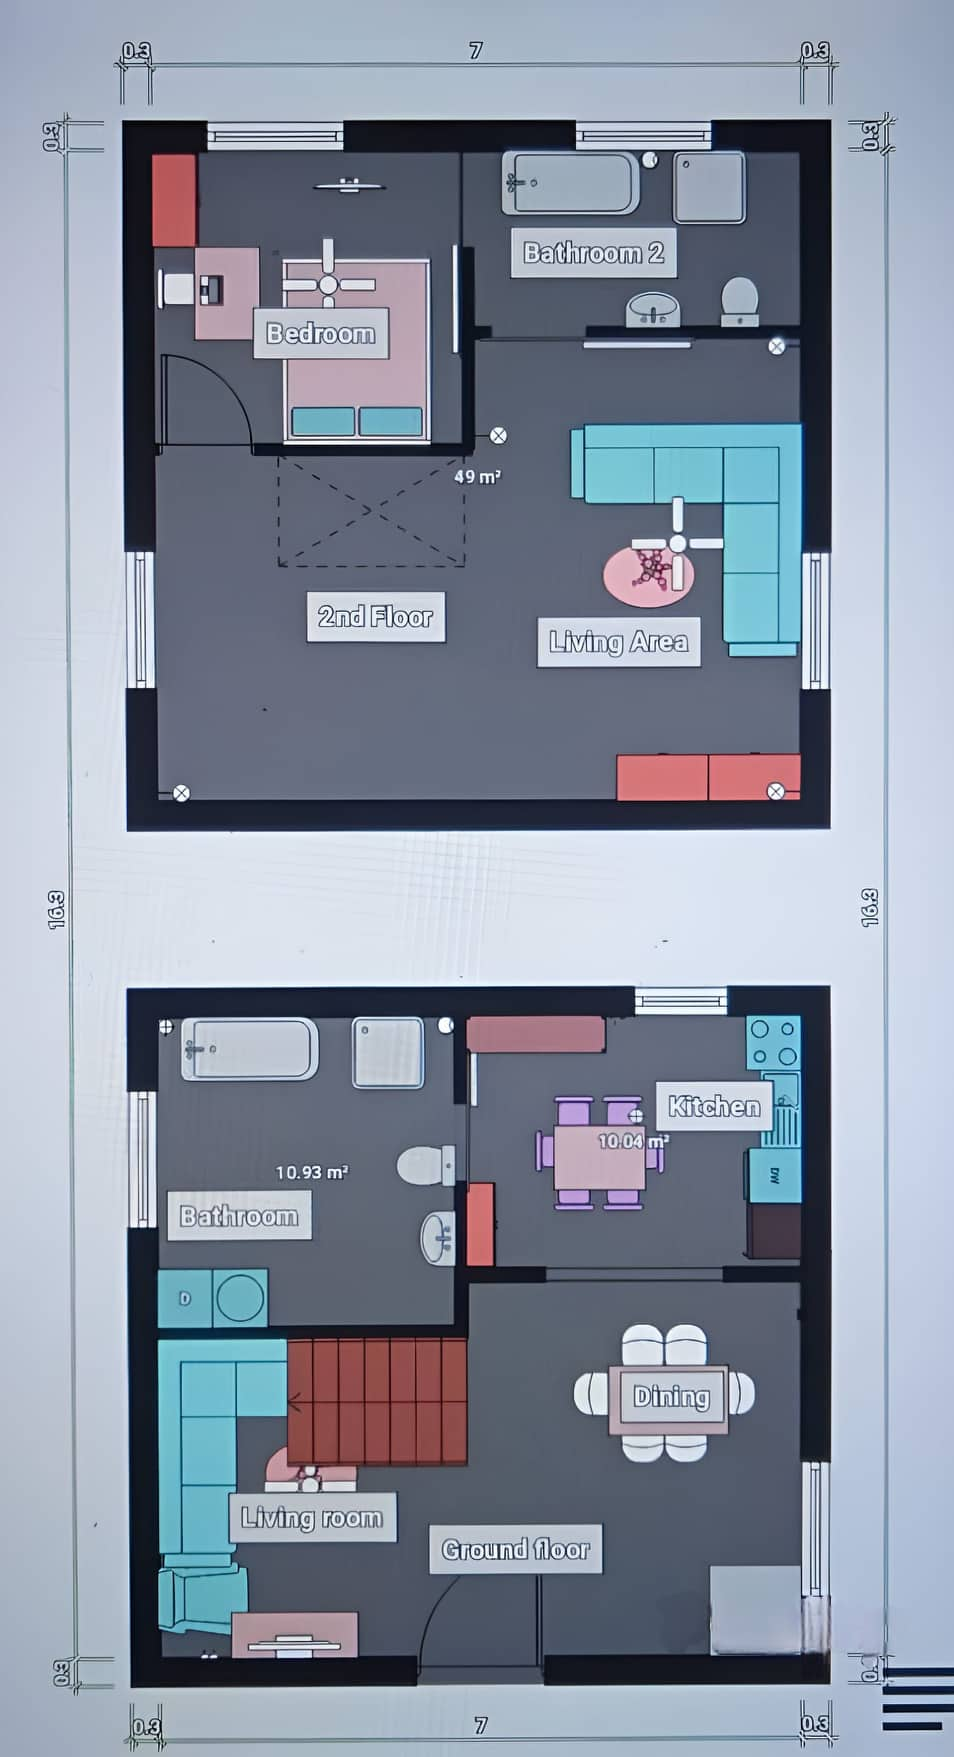 0.3
7
0.3
0.3
0.3
Bathroom 2
Bedroom
49 m²
2nd Floor
Living Area
16.3
16.3
Kitchen
10.04 m²
10.93 m²
DW
Bathroom
D
Dining
Living room
Ground floor
0.3
0.3
7
0.3